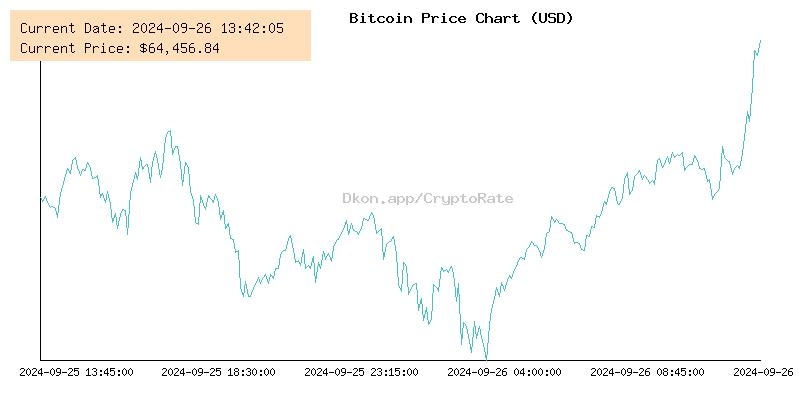 Bitcoin Price Chart (USD)
Current Date: 2024-09-26 13:42:05
Current Price: $64,456.84
Dkon.app/CryptoRate
2024-09-25 13:45:00 2024-09-25 18:30:00 2024-09-25 23:15:00 2024-09-26 04:00:00 2024-09-26 08:45:00 2024-09-26